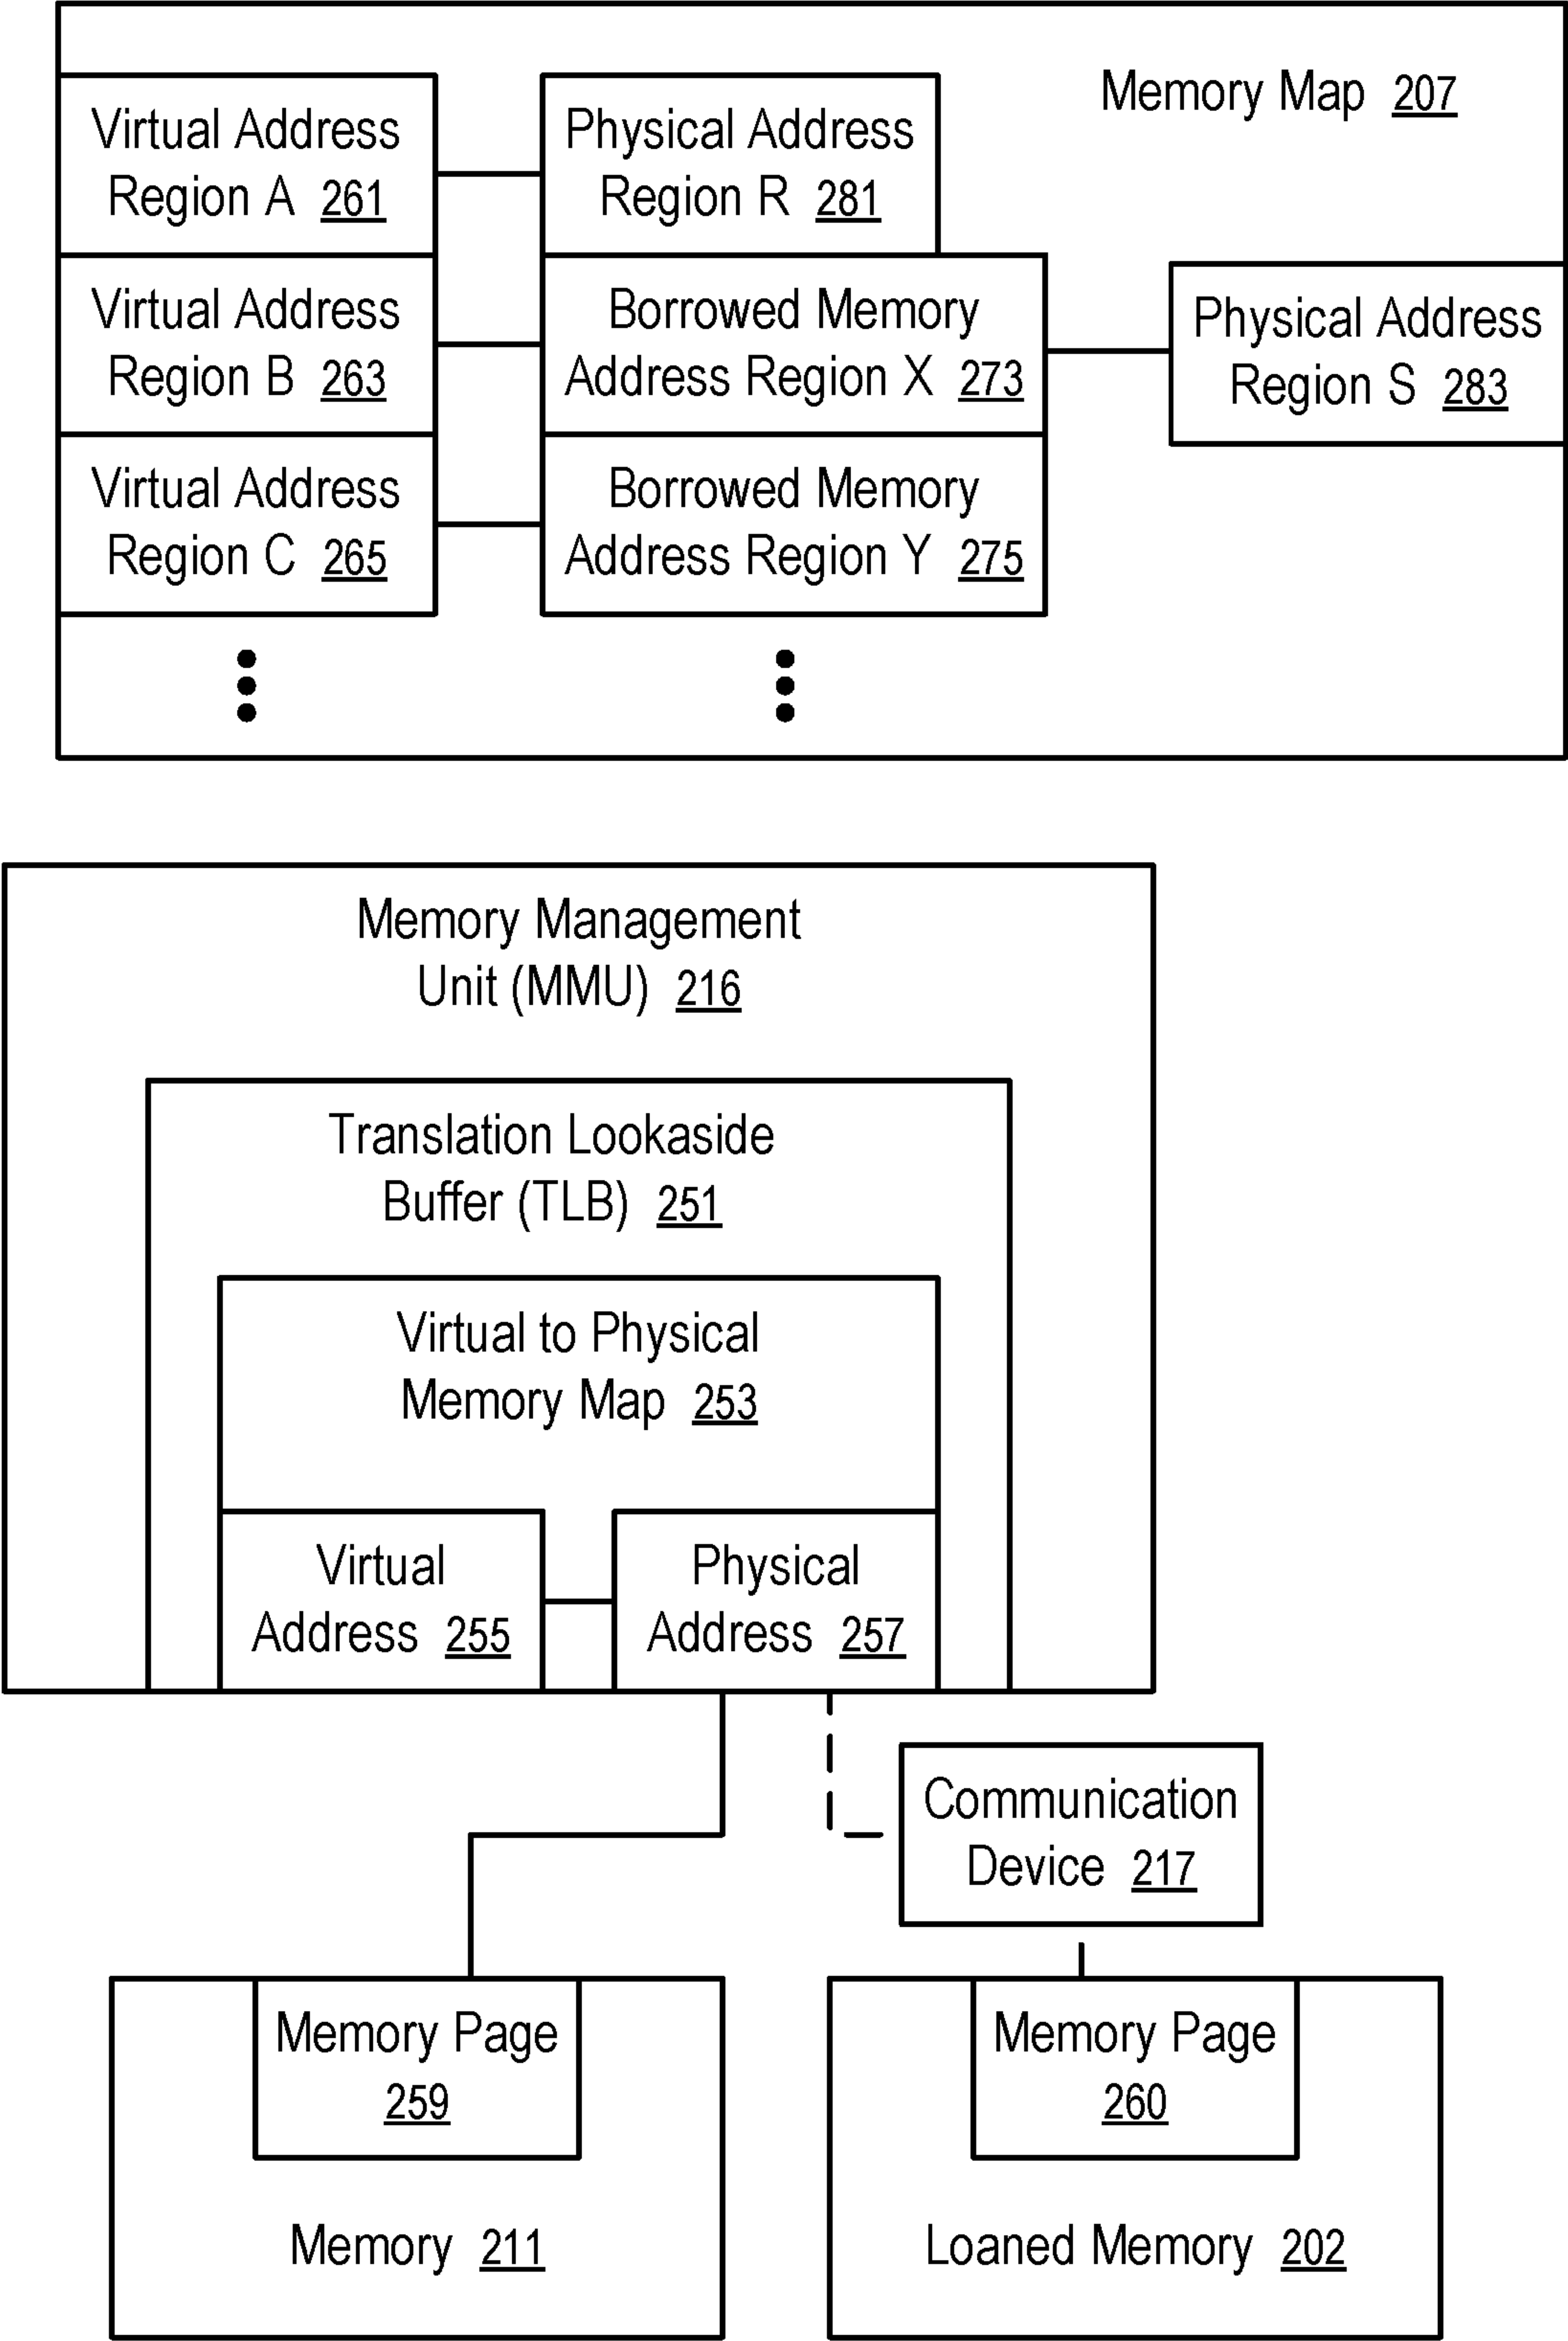 Memory Map 207
Virtual Address
Region A 261
Physical Address
Region R 281
Virtual Address
Region B 263
Borrowed Memory
Address Region X 273
Physical Address
Region S 283
Virtual Address
Region C 265
Borrowed Memory
Address Region Y 275
Memory Management
Unit (MMU) 216
Translation Lookaside
Buffer (TLB) 251
Virtual to Physical
Memory Map 253
Virtual
Address 255
Physical
Address 257
Communication
Device 217
Memory Page
259
Memory 211
Memory Page
260
Loaned Memory 202